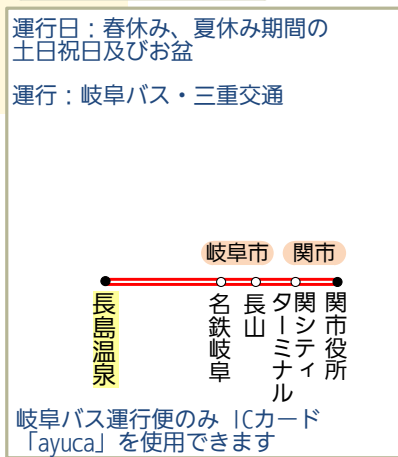 運行日：春休み、夏休み期間の
土日祝日及びお盆
運行：岐阜バス・三重交通
岐阜市
関市
長島温泉
名鉄岐阜
長山
関シティ
ターミナル
関市役所
岐阜バス運行便のみ ICカード
「ayuca」を使用できます